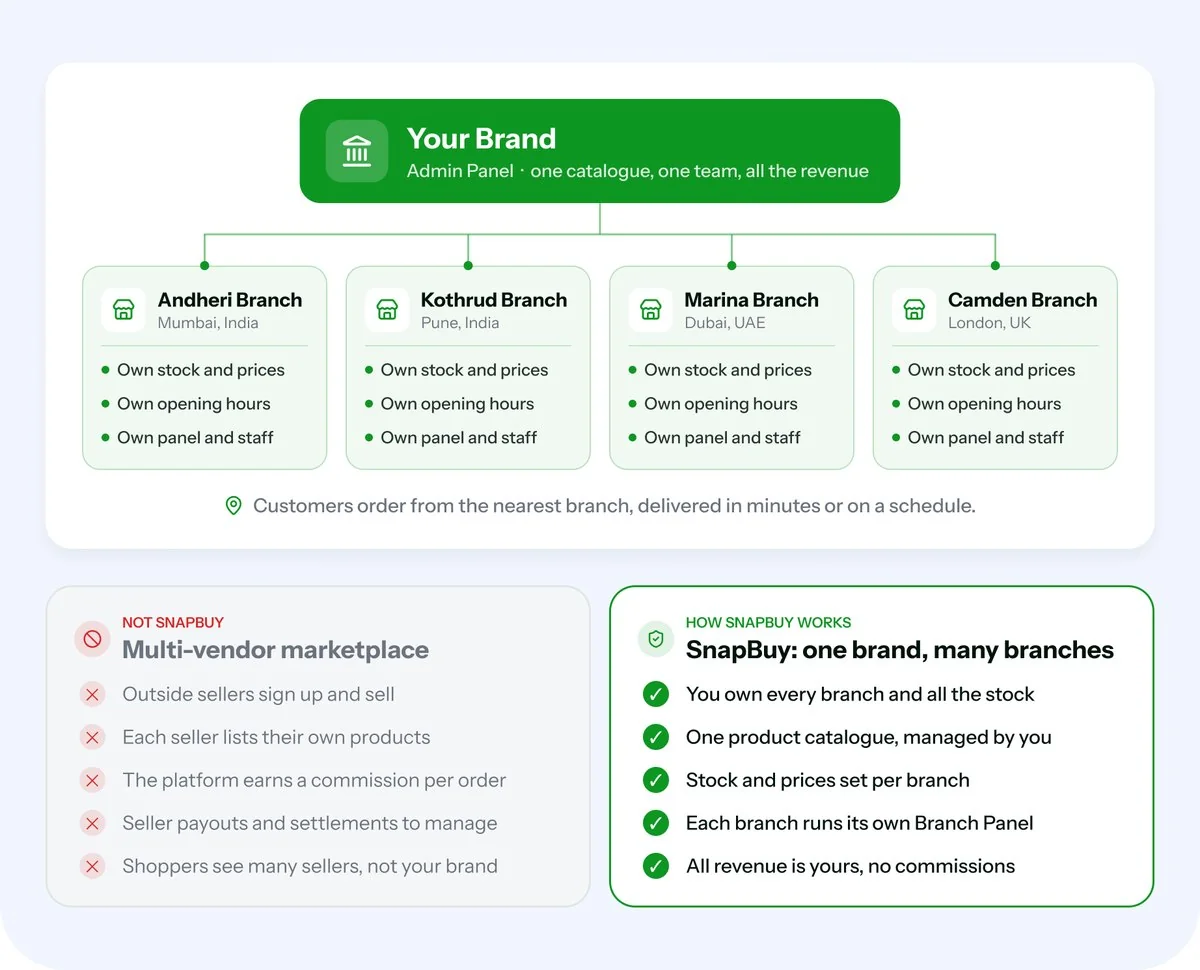 Your Brand
Admin Panel · one catalogue, one team, all the revenue
Andheri Branch
Mumbai, India
Own stock and prices
Own opening hours
Own panel and staff
Kothrud Branch
Pune, India
Own stock and prices
Own opening hours
Own panel and staff
Marina Branch
Dubai, UAE
Own stock and prices
Own opening hours
Own panel and staff
Camden Branch
London, UK
Own stock and prices
Own opening hours
Own panel and staff
Customers order from the nearest branch, delivered in minutes or on a schedule.
NOT SNAPBUY
Multi-vendor marketplace
Outside sellers sign up and sell
Each seller lists their own products
The platform earns a commission per order
Seller payouts and settlements to manage
Shoppers see many sellers, not your brand
HOW SNAPBUY WORKS
SnapBuy: one brand, many branches
You own every branch and all the stock
One product catalogue, managed by you
Stock and prices set per branch
Each branch runs its own Branch Panel
All revenue is yours, no commissions